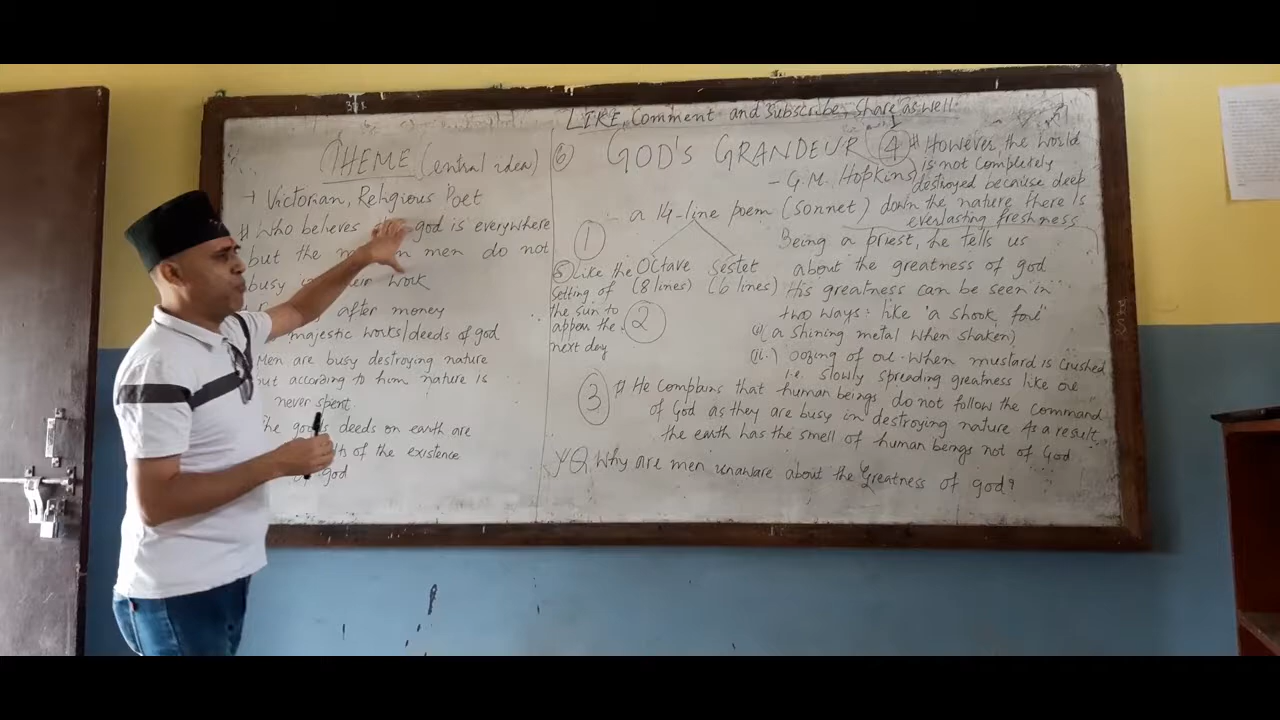 LIKE, Comment and Subscribe, Share as well.
THEME (Central idea)
→ Victorian, Religious Poet
# Who believes god is everywhere
but the men do not
busy in their work
after money
majestic works/deeds of god
Men are busy destroying nature
but according to him nature is
never spent
The god's deeds on earth are
of the existence
god
6
GOD'S GRANDEUR
- G.M. Hopkins
- a 14-line poem (sonnet)
1
Octave Sestet
(8 lines) (6 lines)
2
Being a priest, he tells us
about the greatness of god
His greatness can be seen in
two ways: like 'a shook foil'
(i) a shining metal when shaken)
(ii.) oozing of oil when mustard is crushed
i.e. slowly spreading greatness like oil
3
# He complains that human beings do not follow the command
of God as they are busy in destroying nature As a result,
the earth has the smell of human beings not of God
4
# However, the world
is not completely
destroyed because deep
down the nature there is
everlasting freshness
5 Like the
setting of
the sun to
appear the
next day
Q. Why are men unaware about the Greatness of god?